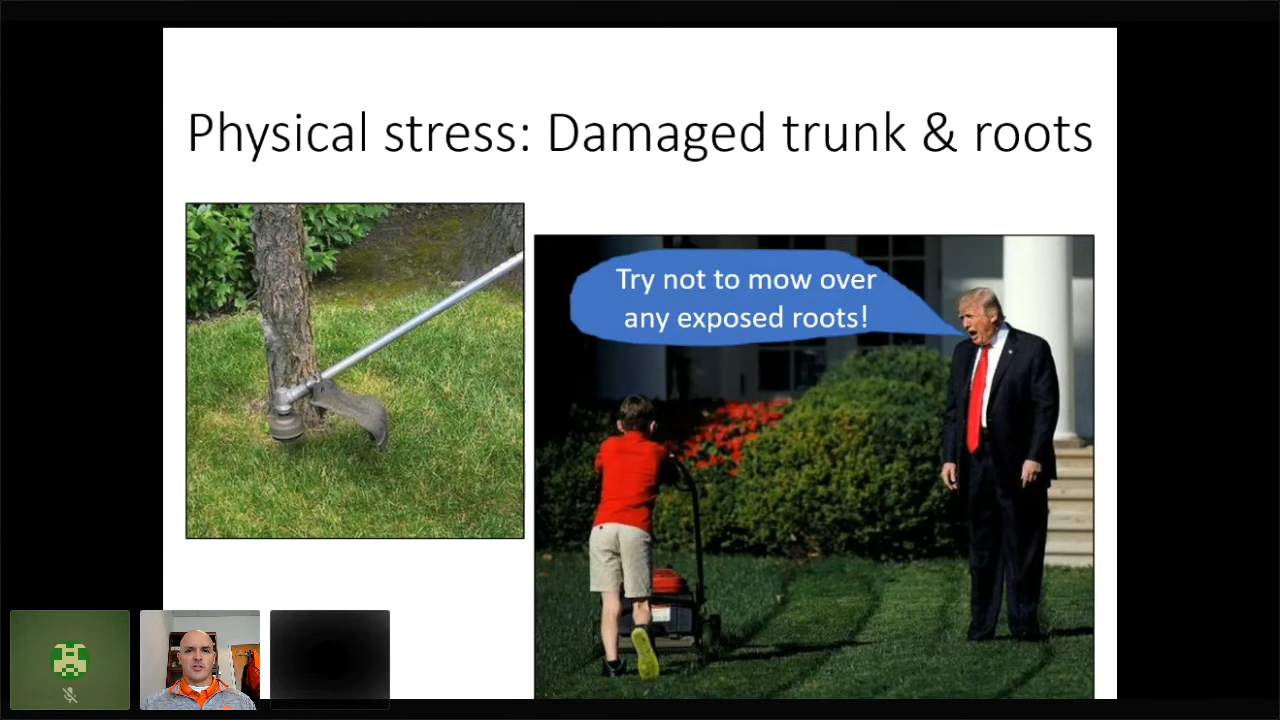 Physical stress: Damaged trunk & roots
Try not to mow over
any exposed roots!